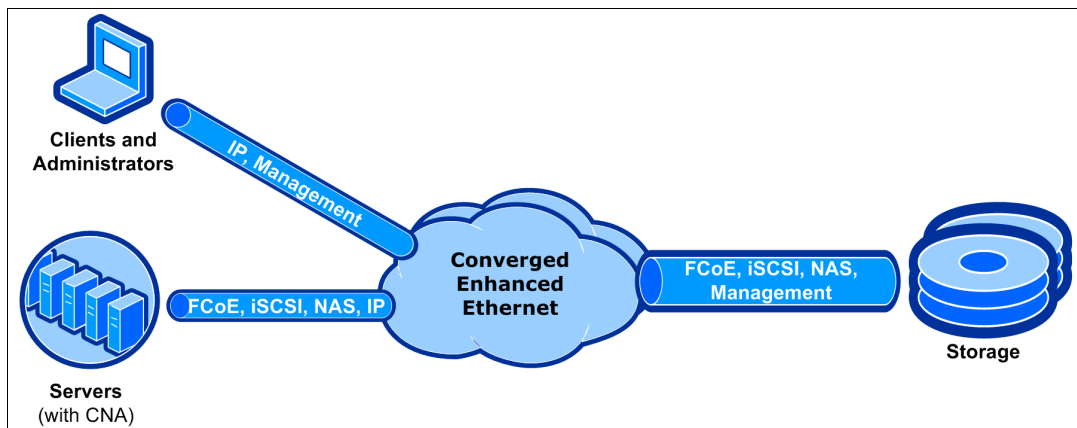 Clients and
Administrators
IP, Management
Converged
Enhanced
Ethernet
FCoE, iSCSI, NAS,
Management
FCoE, iSCSI, NAS, IP
Storage
Servers
(with CNA)